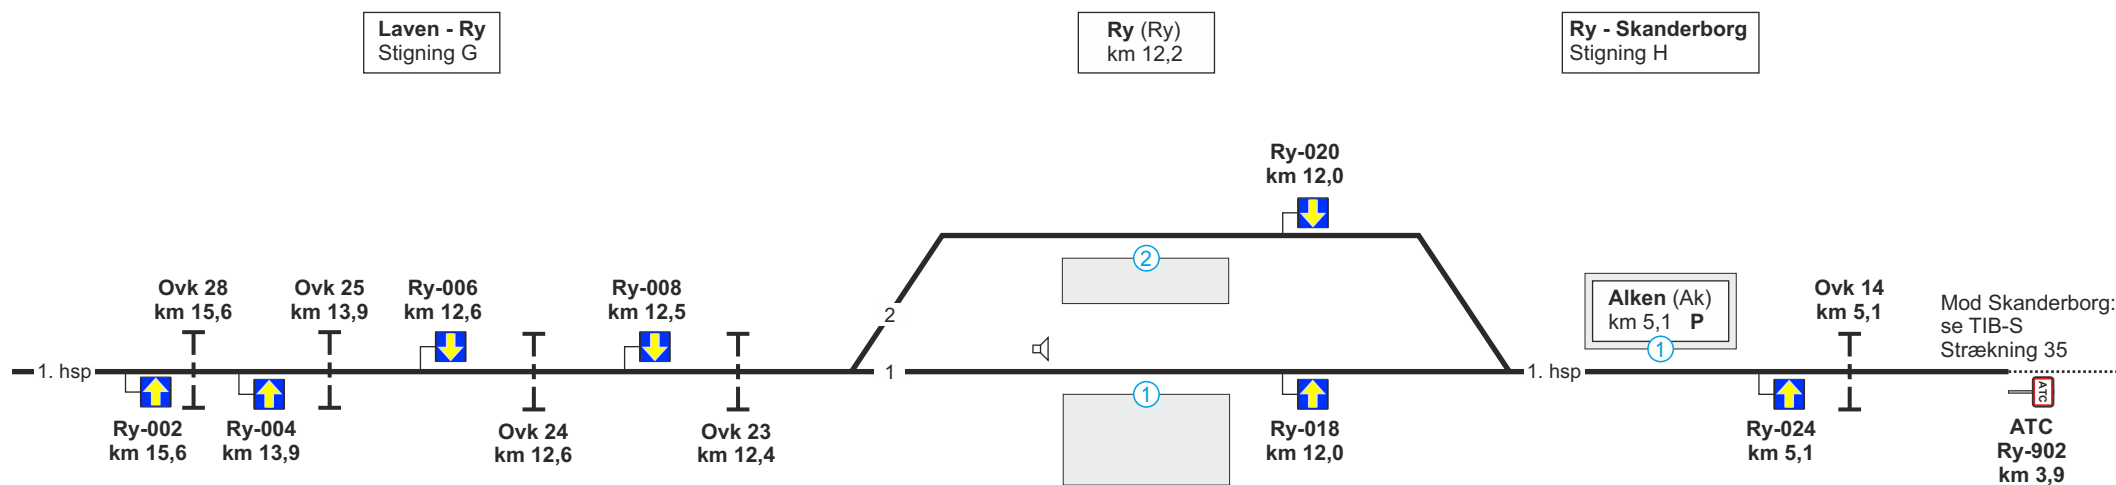 Laven - Ry
Stigning G
Ry (Ry)
km 12,2
Ry - Skanderborg
Stigning H
Ry-020
km 12,0
2
2
Ovk 28
km 15,6
Ovk 25
km 13,9
Ry-006
km 12,6
Ry-008
km 12,5
Alken (Ak)
km 5,1 P
1
Ovk 14
km 5,1
Mod Skanderborg:
se TIB-S
Strækning 35
1. hsp
1
1. hsp
1
ATC
Ry-002
km 15,6
Ry-004
km 13,9
Ovk 24
km 12,6
Ovk 23
km 12,4
Ry-018
km 12,0
Ry-024
km 5,1
ATC
Ry-902
km 3,9